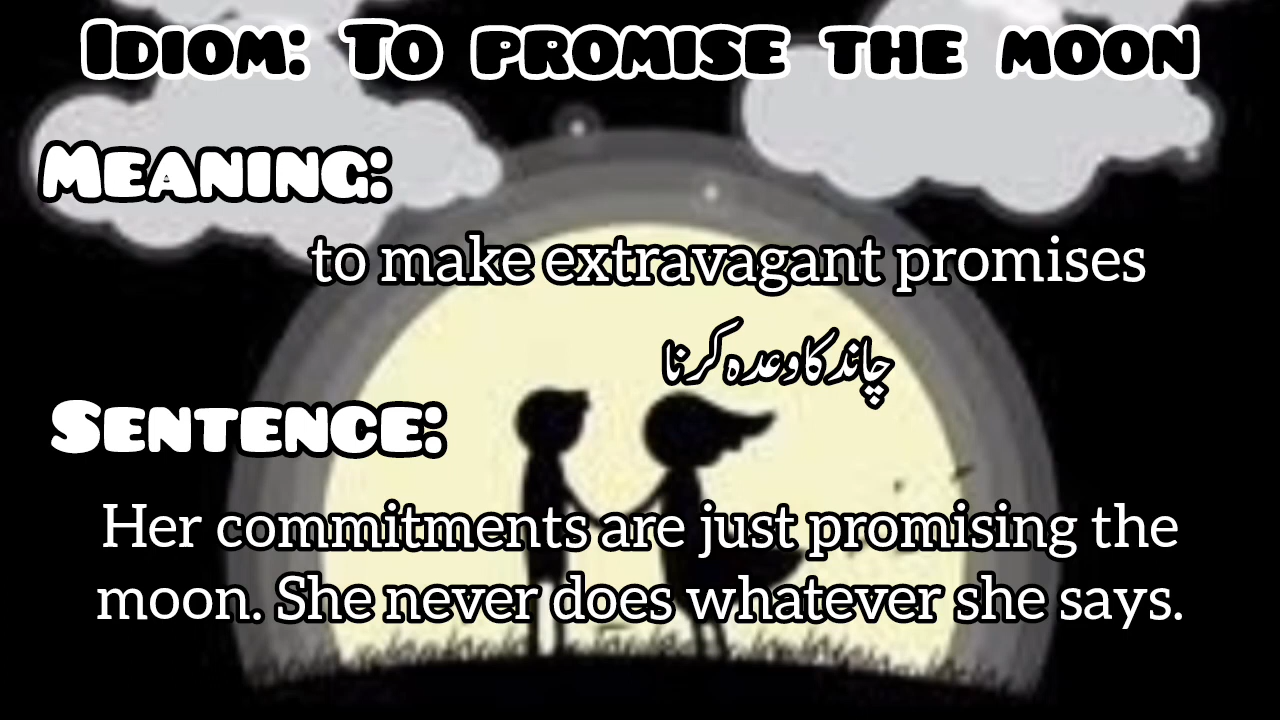 Idiom: To promise the moon
Meaning:
to make extravagant promises
چاند کا وعدہ کرنا
Sentence:
Her commitments are just promising the
moon. She never does whatever she says.